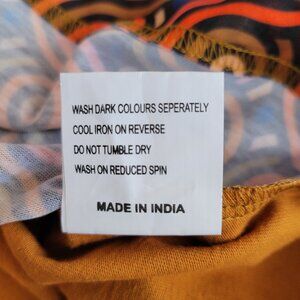 WASH DARK COLOURS SEPERATELY
COOL IRON ON REVERSE
DO NOT TUMBLE DRY
WASH ON REDUCED SPIN
MADE IN INDIA